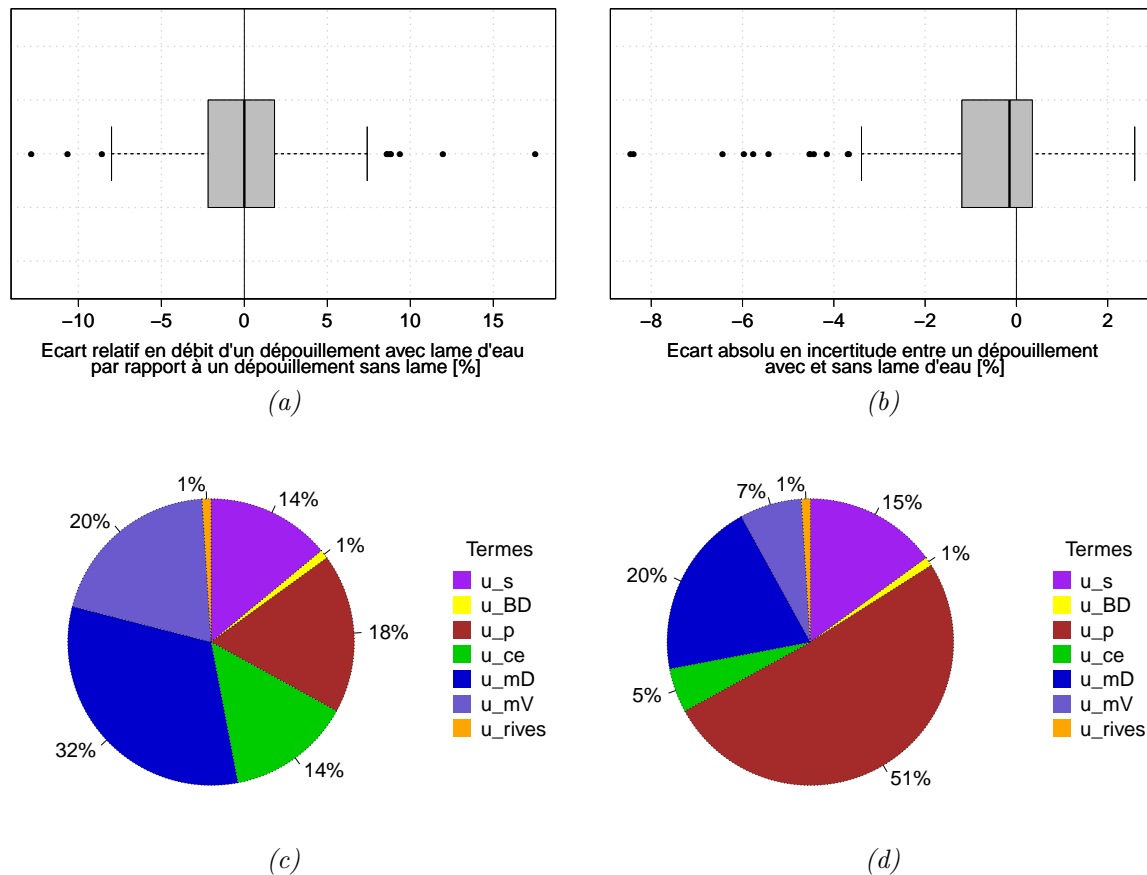 −10 −5 0 5 10 15
Ecart relatif en débit d'un dépouillement avec lame d'eau
par rapport à un dépouillement sans lame [%]
(a)
−8 −6 −4 −2 0 2
Ecart absolu en incertitude entre un dépouillement
avec et sans lame d'eau [%]
(b)
1%
14%
1%
18%
14%
32%
20%
Termes
u_s
u_BD
u_p
u_ce
u_mD
u_mV
u_rives
(c)
1%
15%
1%
51%
5%
20%
7%
Termes
u_s
u_BD
u_p
u_ce
u_mD
u_mV
u_rives
(d)